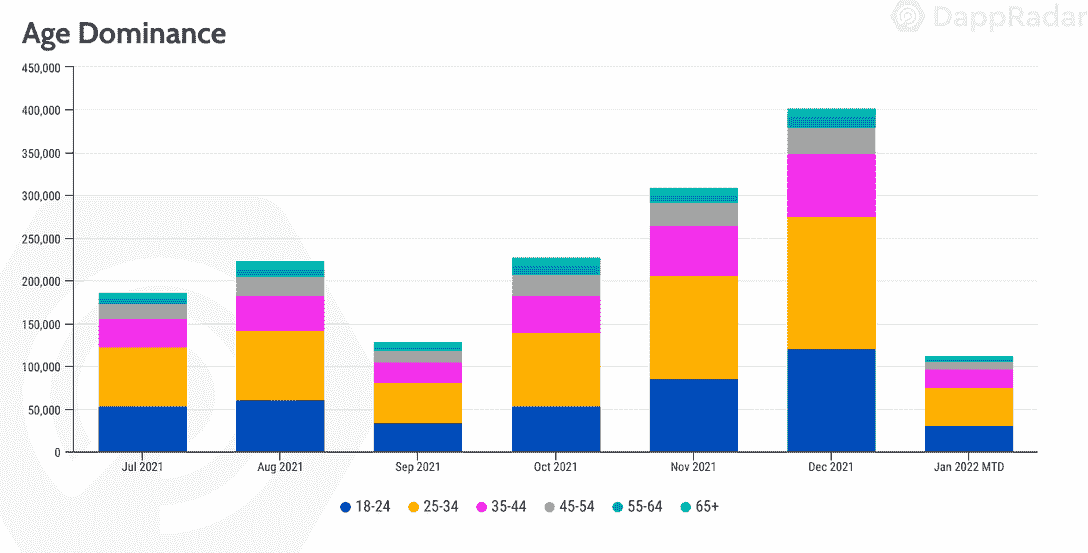 DappRadar
Age Dominance
450,000
400,000
350,000
300,000
250,000
200,000
150,000
100,000
50,000
0
Jul 2021 Aug 2021 Sep 2021 Oct 2021 Nov 2021 Dec 2021 Jan 2022 MTD
18-24 25-34 35-44 45-54 55-64 65+